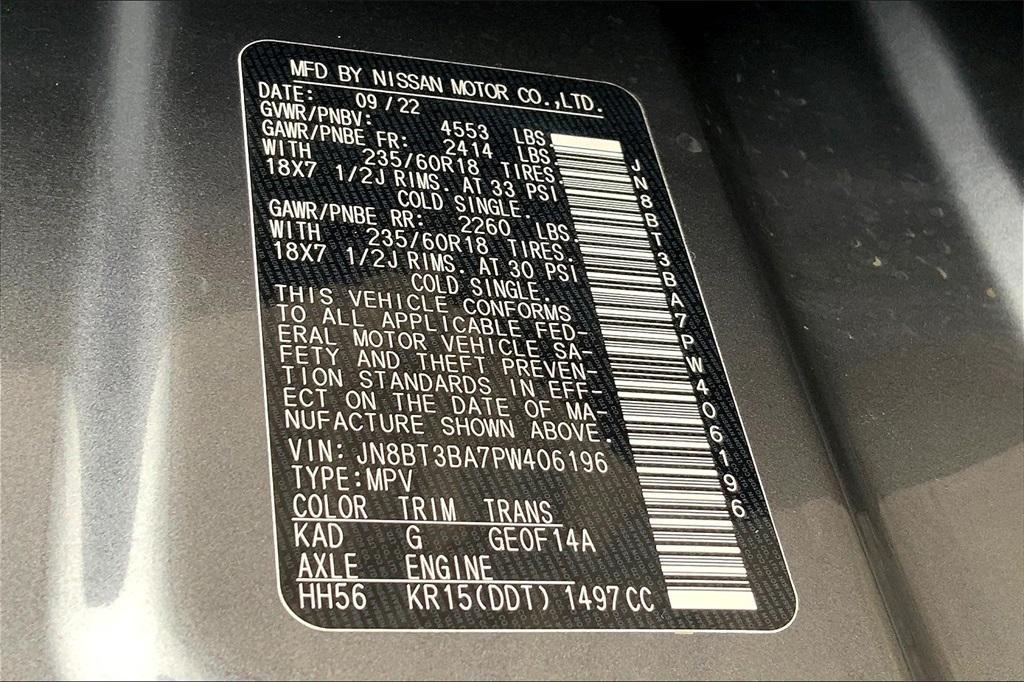 MFD BY NISSAN MOTOR CO.,LTD.
DATE: 09/22
GVWR/PNBV: 4553 LBS
GAWR/PNBE FR: 2414 LBS.
WITH 235/60R18 TIRES.
18X7 1/2J RIMS. AT 33 PSI
COLD SINGLE.
GAWR/PNBE RR: 2260 LBS.
WITH 235/60R18 TIRES.
18X7 1/2J RIMS. AT 30 PSI
COLD SINGLE.
THIS VEHICLE CONFORMS
TO ALL APPLICABLE FED-
ERAL MOTOR VEHICLE SA-
FETY AND THEFT PREVEN-
TION STANDARDS IN EFF-
ECT ON THE DATE OF MA-
NUFACTURE SHOWN ABOVE.
VIN: JN8BT3BA7PW406196
TYPE:MPV
COLOR TRIM TRANS
KAD G GE0F14A
AXLE ENGINE
HH56 KR15(DDT) 1497CC
JN8BT3BA7PW406196